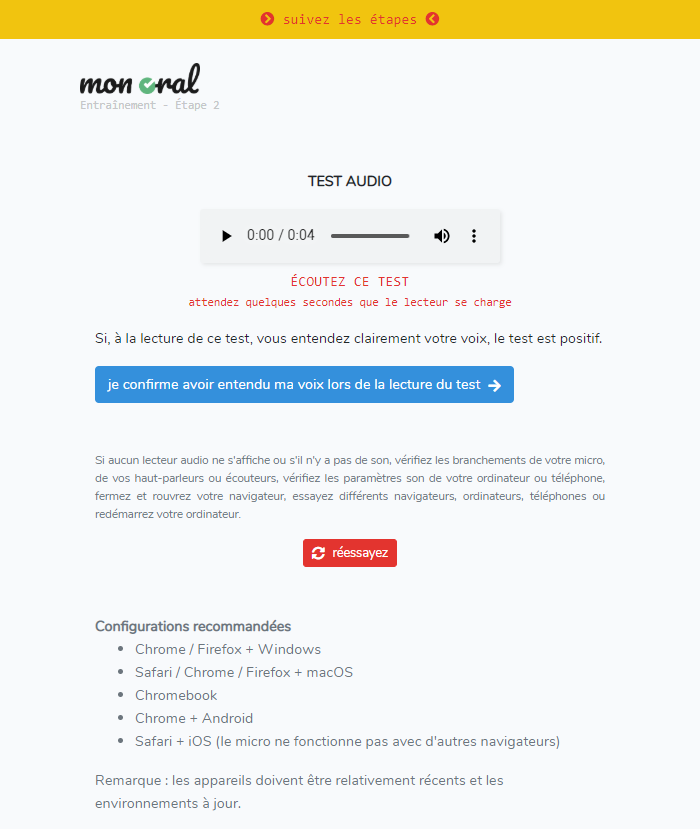 suivez les étapes
mon oral
Entraînement - Étape 2
TEST AUDIO
0:00 / 0:04
ÉCOUTEZ CE TEST
attendez quelques secondes que le lecteur se charge
Si, à la lecture de ce test, vous entendez clairement votre voix, le test est positif.
je confirme avoir entendu ma voix lors de la lecture du test
Si aucun lecteur audio ne s'affiche ou s'il n'y a pas de son, vérifiez les branchements de votre micro,
de vos haut-parleurs ou écouteurs, vérifiez les paramètres son de votre ordinateur ou téléphone,
fermez et rouvrez votre navigateur, essayez différents navigateurs, ordinateurs, téléphones ou
redémarrez votre ordinateur.
réessayez
Configurations recommandées
Chrome / Firefox + Windows
Safari / Chrome / Firefox + macOS
Chromebook
Chrome + Android
Safari + iOS (le micro ne fonctionne pas avec d'autres navigateurs)
Remarque : les appareils doivent être relativement récents et les
environnements à jour.